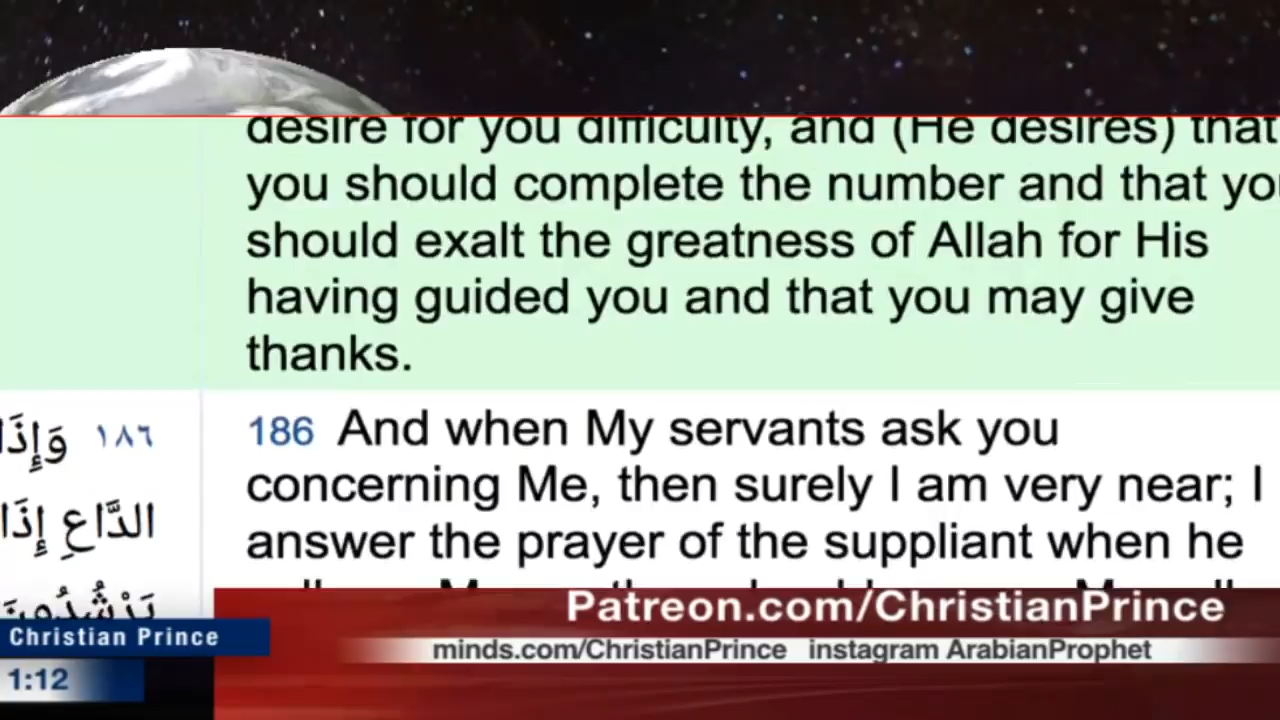 desire for you difficulty, and (He desires) that
you should complete the number and that
should exalt the greatness of Allah for His
having guided you and that you may give
thanks.
186 And when My servants ask you
concerning Me, then surely I am very near; I
answer the prayer of the suppliant when he
١٨٦
الدَّاعِ
Patreon.com/ChristianPrince
Christian Prince
minds.com/ChristianPrince instagram ArabianProphet
1:12